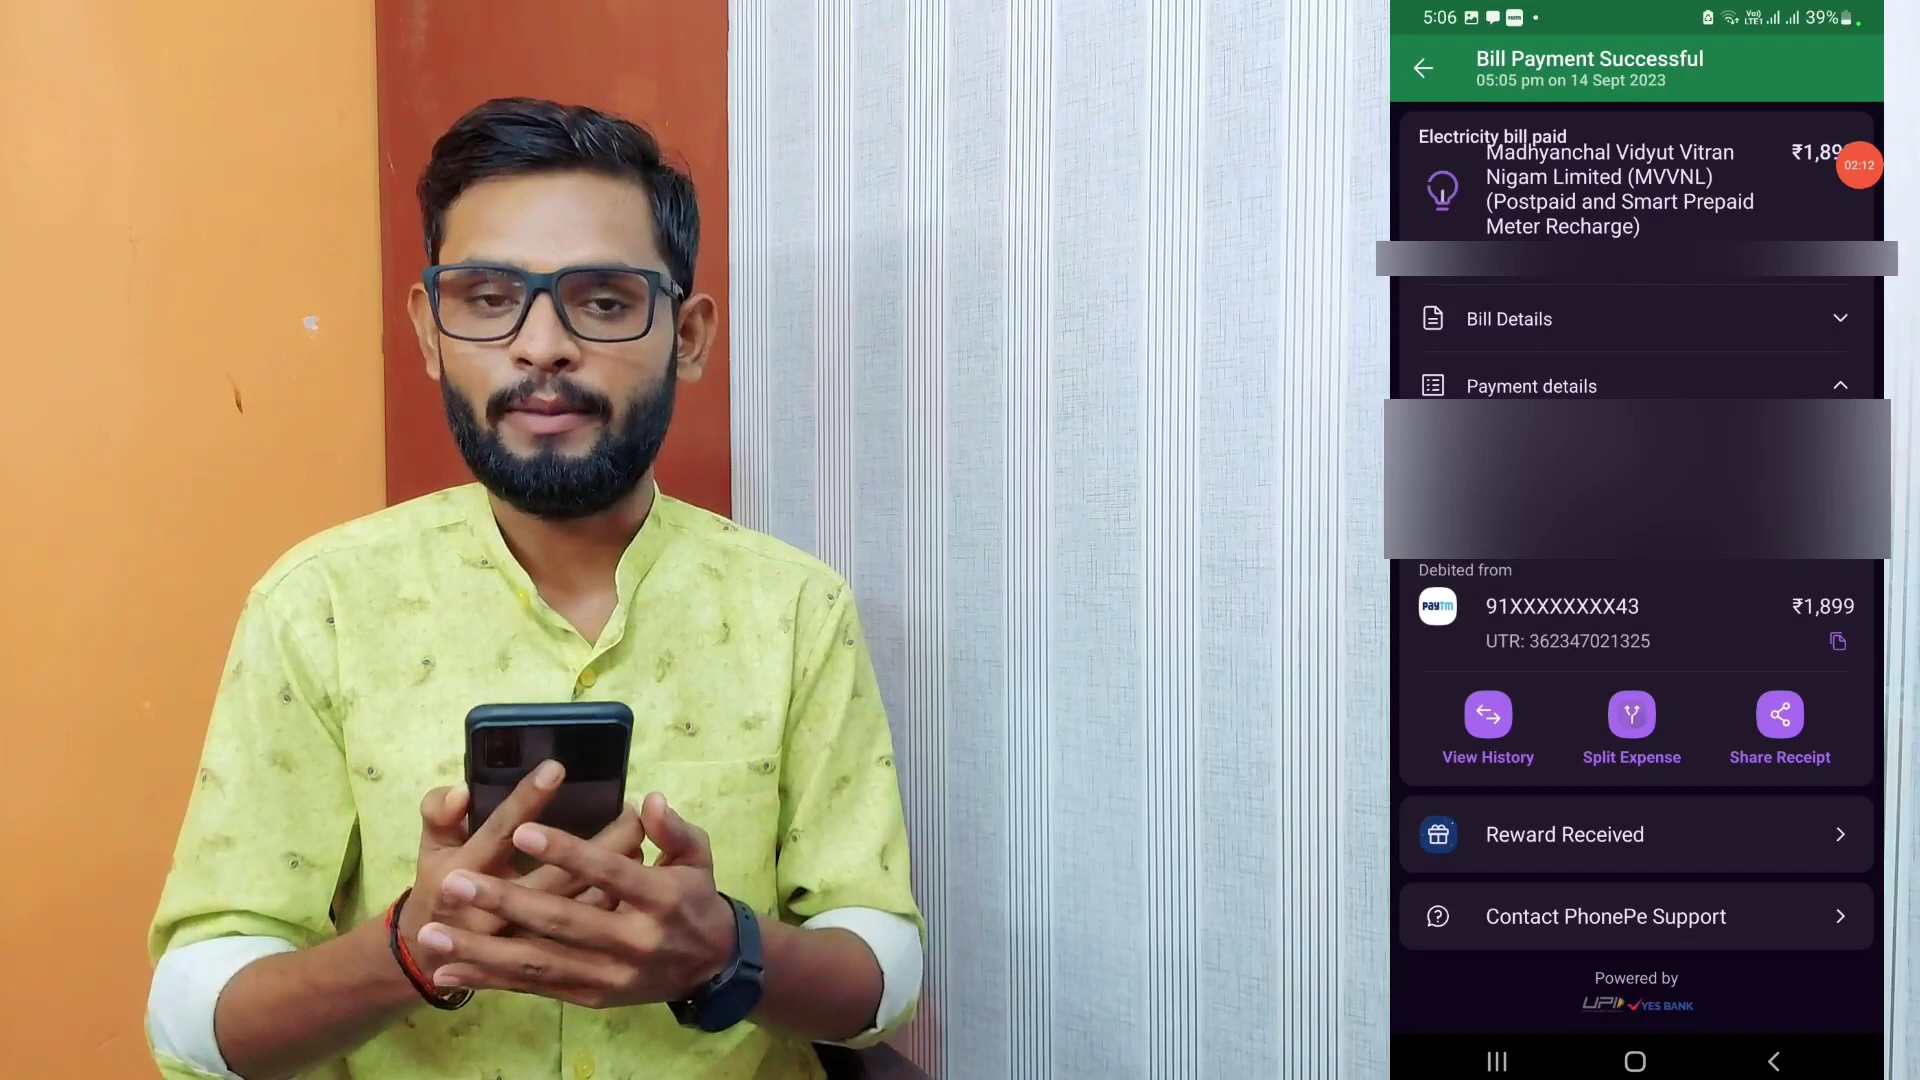 5:06
39%
Bill Payment Successful
05:05 pm on 14 Sept 2023
Electricity bill paid
Madhyanchal Vidyut Vitran
Nigam Limited (MVVNL)
(Postpaid and Smart Prepaid
Meter Recharge)
₹1,89
02:12
Bill Details
Payment details
Debited from
paytm
91XXXXXXXX43
₹1,899
UTR: 362347021325
View History
Split Expense
Share Receipt
Reward Received
Contact PhonePe Support
Powered by
UPI YES BANK